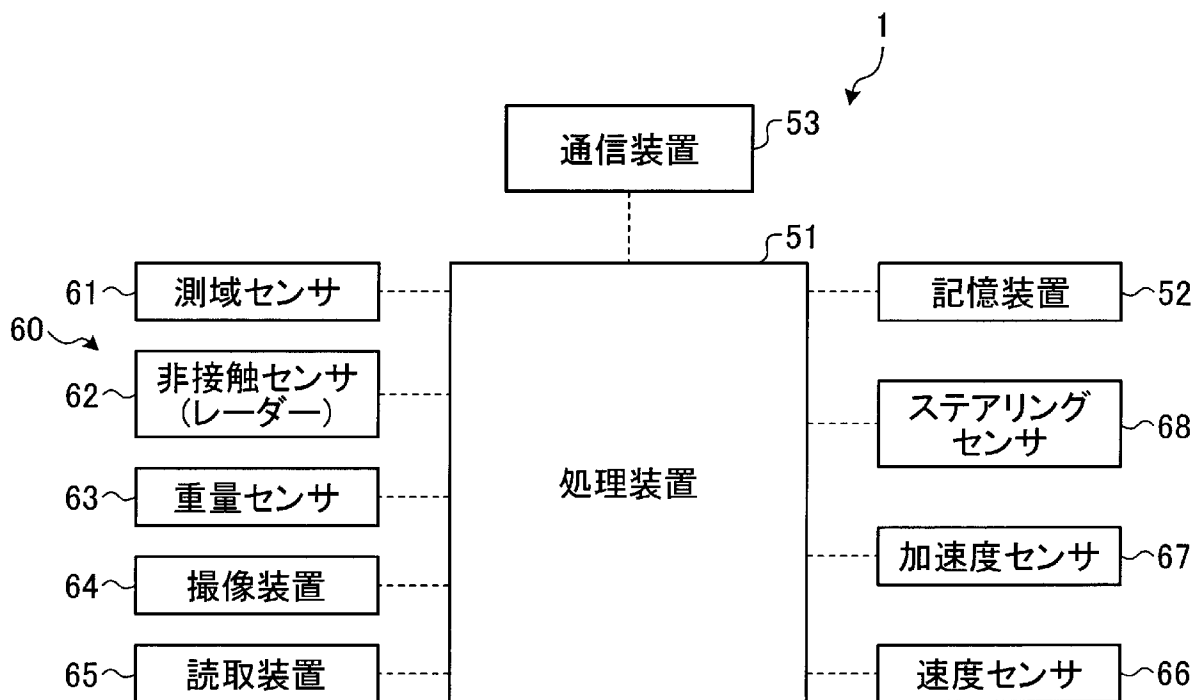 1
通信装置
53
51
61
測域センサ
記憶装置
52
60
62
非接触センサ
(レーダー)
ステアリング
センサ
68
63
重量センサ
処理装置
64
撮像装置
加速度センサ
67
65
読取装置
速度センサ
66